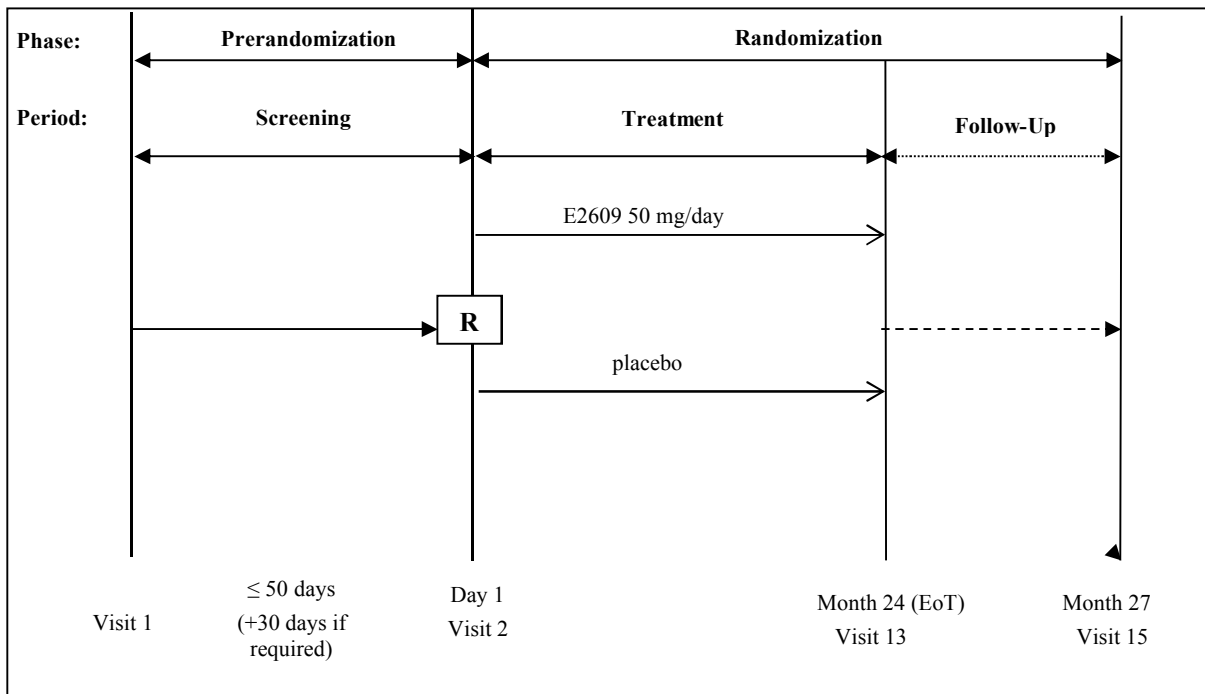 Phase:
Prerandomization
Randomization
Period:
Screening
Treatment
Follow-Up
E2609 50 mg/day
R
placebo
Visit 1
≤ 50 days
(+30 days if
required)
Day 1
Visit 2
Month 24 (EoT)
Visit 13
Month 27
Visit 15